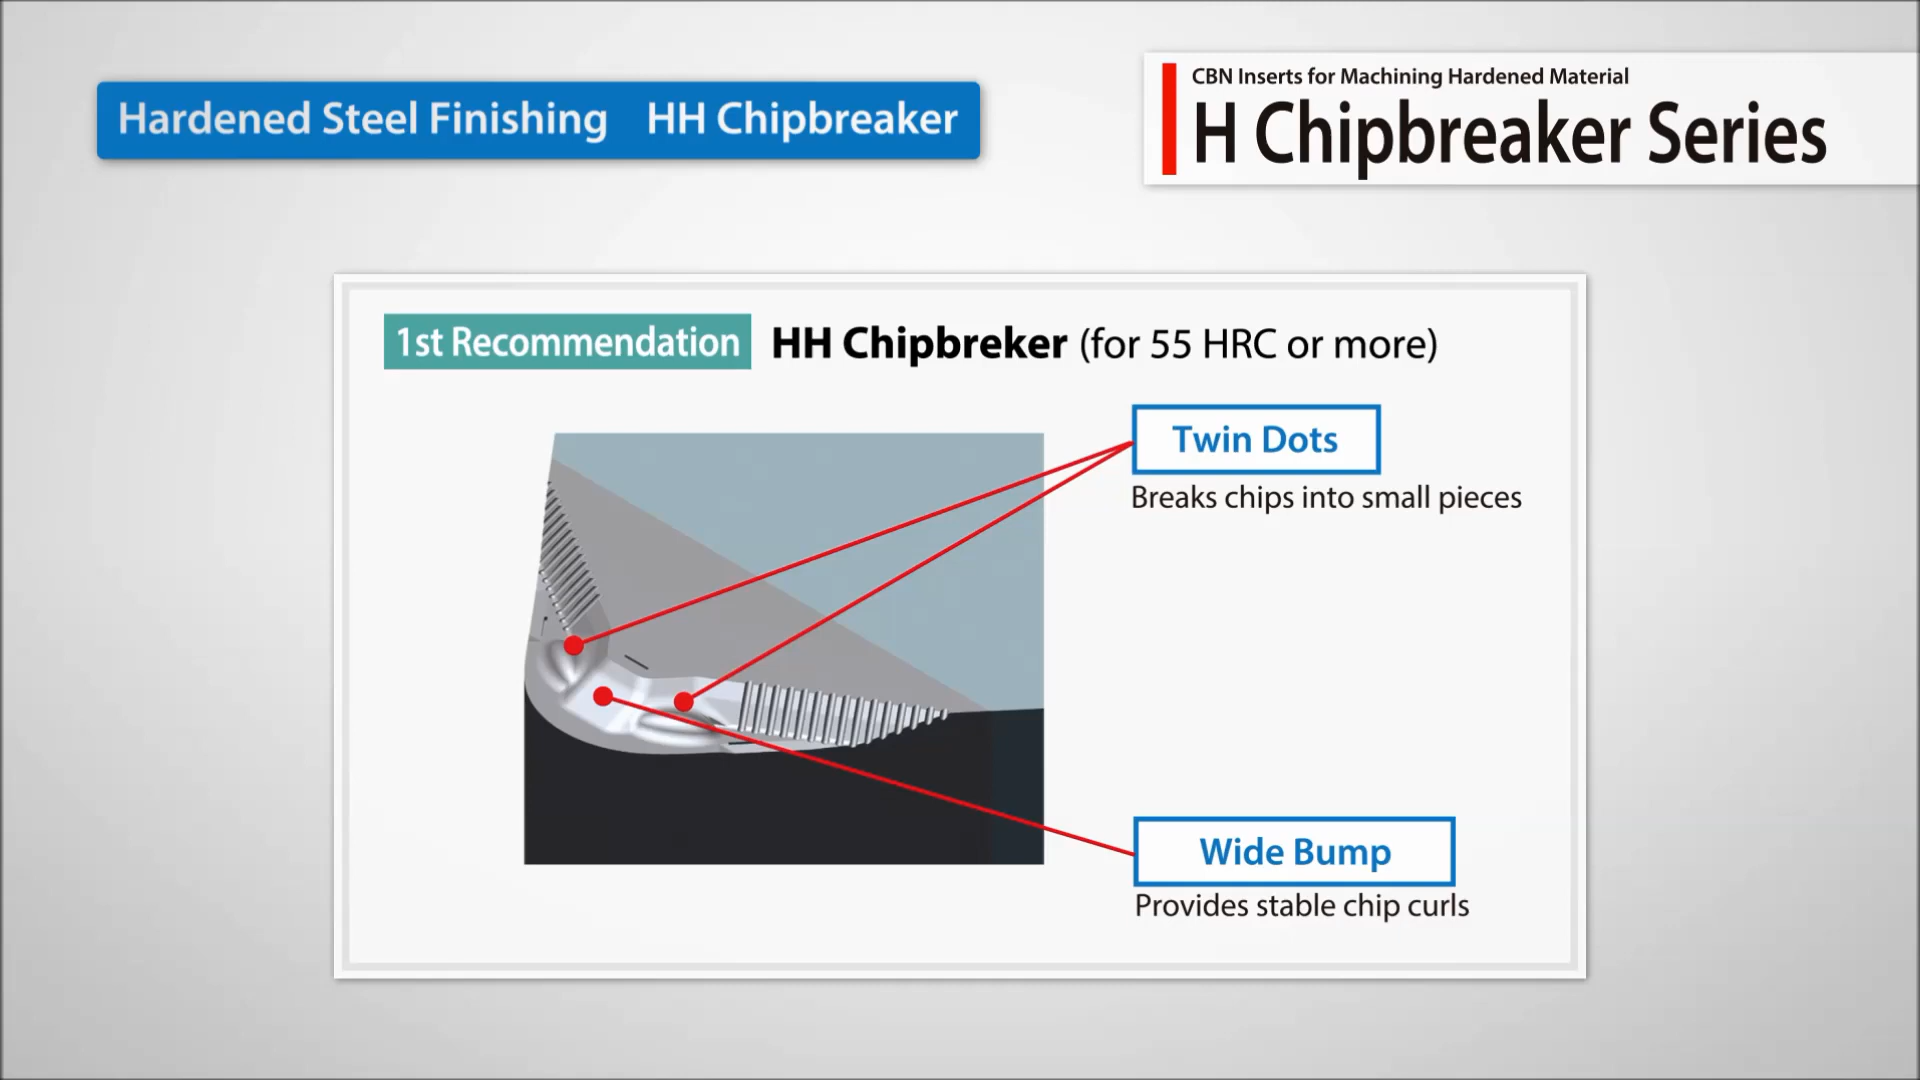 Hardened Steel Finishing HH Chipbreaker
CBN Inserts for Machining Hardened Material
H Chipbreaker Series
1st Recommendation HH Chipbreker (for 55 HRC or more)
Twin Dots
Breaks chips into small pieces
Wide Bump
Provides stable chip curls